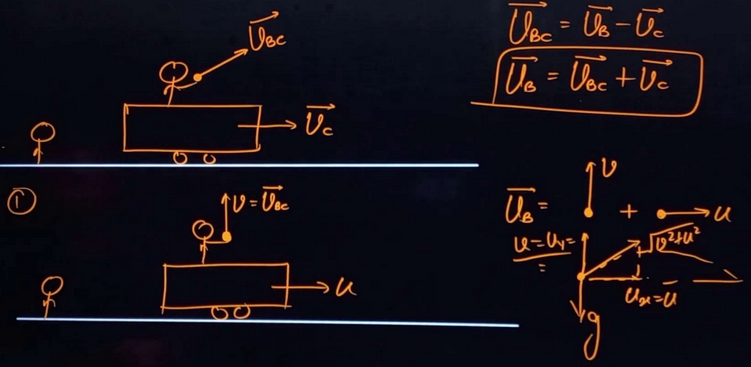 $\vec{U}_{BC}$
$\vec{U}_{BC} = \vec{U}_B - \vec{U}_C$
$\vec{U}_B = \vec{U}_{BC} + \vec{U}_C$
$\vec{U}_C$
①
$v = \vec{U}_{BC}$
$u$
$\vec{U}_B =$
$v$
+
$u$
$v = u_y =$
$\sqrt{v^2 + u^2}$
$u_x = u$
$g$